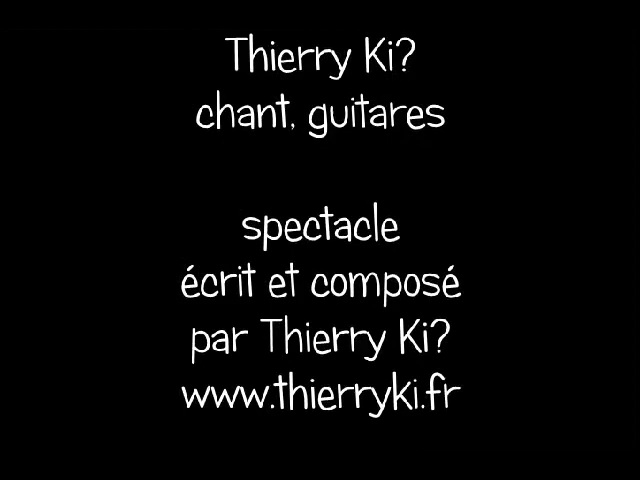 Thierry Ki?
chant, guitares
spectacle
écrit et composé
par Thierry Ki?
www.thierryki.fr